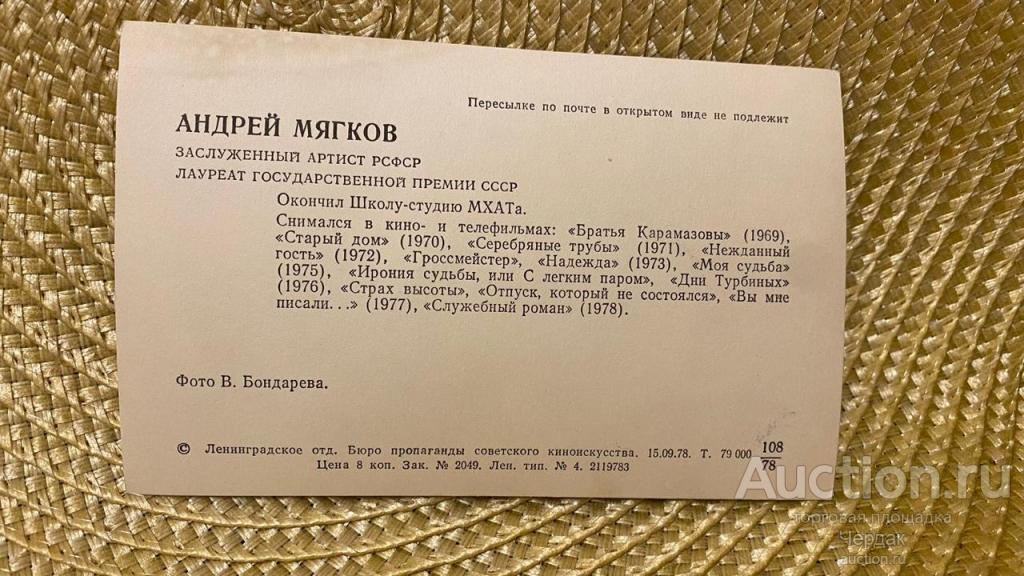 Пересылке по почте в открытом виде не подлежит
АНДРЕЙ МЯГКОВ
ЗАСЛУЖЕННЫЙ АРТИСТ РСФСР
ЛАУРЕАТ ГОСУДАРСТВЕННОЙ ПРЕМИИ СССР
Окончил Школу-студию МХАТа.
Снимался в кино- и телефильмах: «Братья Карамазовы» (1969),
«Старый дом» (1970), «Серебряные трубы» (1971), «Нежданный
гость» (1972), «Гроссмейстер», «Надежда» (1973), «Моя судьба»
(1975), «Ирония судьбы, или С легким паром», «Дни Турбиных»
(1976), «Страх высоты», «Отпуск, который не состоялся», «Вы мне
писали...» (1977), «Служебный роман» (1978).
Фото В. Бондарева.
© Ленинградское отд. Бюро пропаганды советского киноискусства. 15.09.78. Т. 79 000 108/78
Цена 8 коп. Зак. № 2049. Лен. тип. № 4. 2119783
Auction.ru
торговая площадка
Чердак
auction.ru